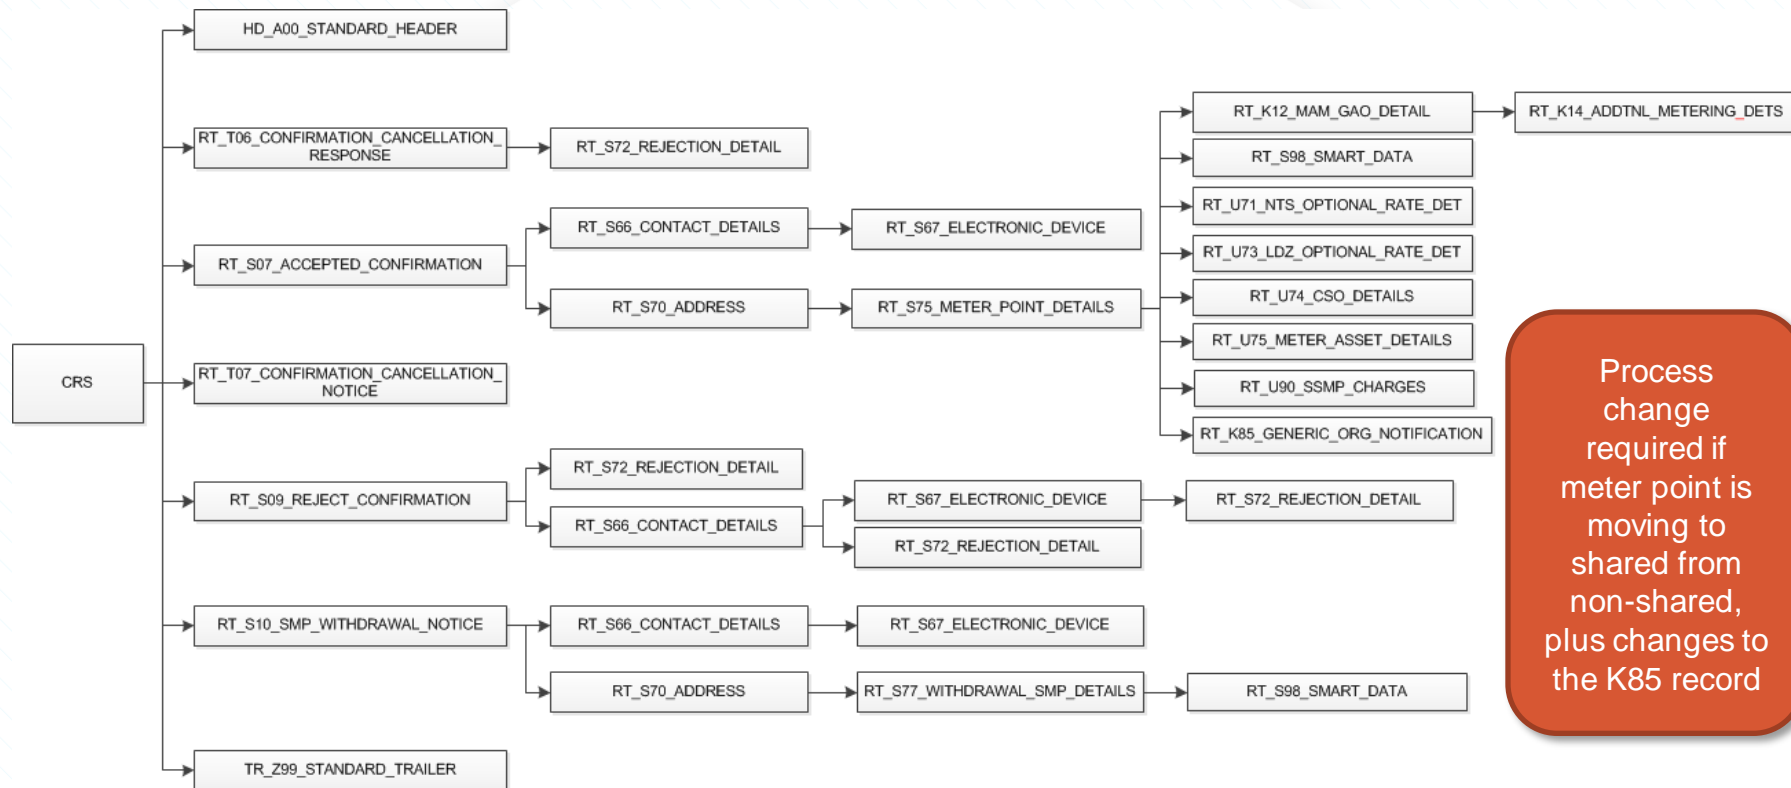 HD_A00_STANDARD_HEADER
RT_K12_MAM_GAO_DETAIL
RT_K14_ADDTNL_METERING_DETS
RT_T06_CONFIRMATION_CANCELLATION_
RESPONSE
RT_S72_REJECTION_DETAIL
RT_S98_SMART_DATA
RT_U71_NTS_OPTIONAL_RATE_DET
RT_S66_CONTACT_DETAILS
RT_S67_ELECTRONIC_DEVICE
RT_U73_LDZ_OPTIONAL_RATE_DET
RT_S07_ACCEPTED_CONFIRMATION
RT_U74_CSO_DETAILS
RT_S70_ADDRESS
RT_S75_METER_POINT_DETAILS
RT_U75_METER_ASSET_DETAILS
CRS
RT_T07_CONFIRMATION_CANCELLATION_
NOTICE
RT_U90_SSMP_CHARGES
RT_K85_GENERIC_ORG_NOTIFICATION
RT_S72_REJECTION_DETAIL
RT_S09_REJECT_CONFIRMATION
RT_S67_ELECTRONIC_DEVICE
RT_S72_REJECTION_DETAIL
RT_S66_CONTACT_DETAILS
RT_S72_REJECTION_DETAIL
RT_S10_SMP_WITHDRAWAL_NOTICE
RT_S66_CONTACT_DETAILS
RT_S67_ELECTRONIC_DEVICE
RT_S70_ADDRESS
RT_S77_WITHDRAWAL_SMP_DETAILS
RT_S98_SMART_DATA
TR_Z99_STANDARD_TRAILER
Process
change
required if
meter point is
moving to
shared from
non-shared,
plus changes to
the K85 record